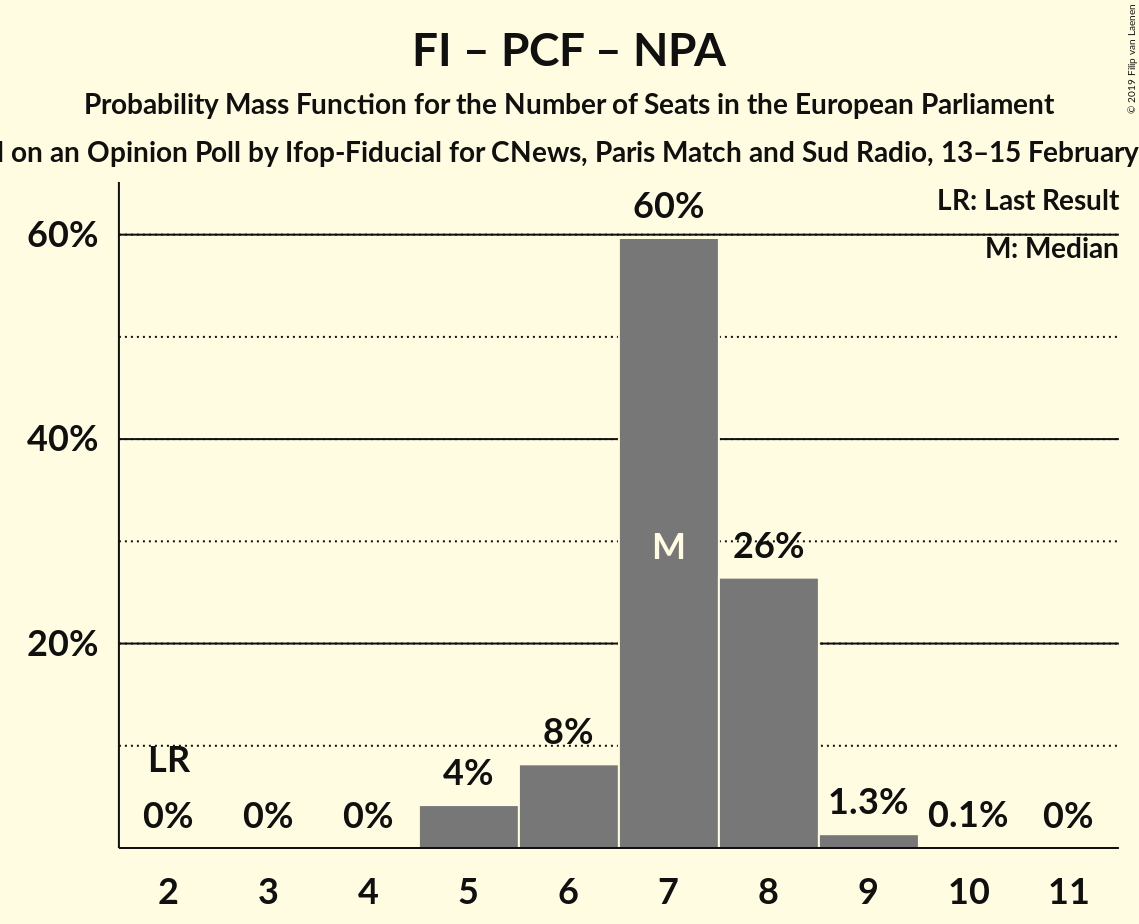 FI – PCF – NPA
Probability Mass Function for the Number of Seats in the European Parliament
on an Opinion Poll by Ifop-Fiducial for CNews, Paris Match and Sud Radio, 13–15 February
© 2019 Filip van Laenen
LR: Last Result
M: Median
60%
40%
20%
LR
0%
0%
0%
4%
8%
60%
M
26%
1.3%
0.1%
0%
2 3 4 5 6 7 8 9 10 11